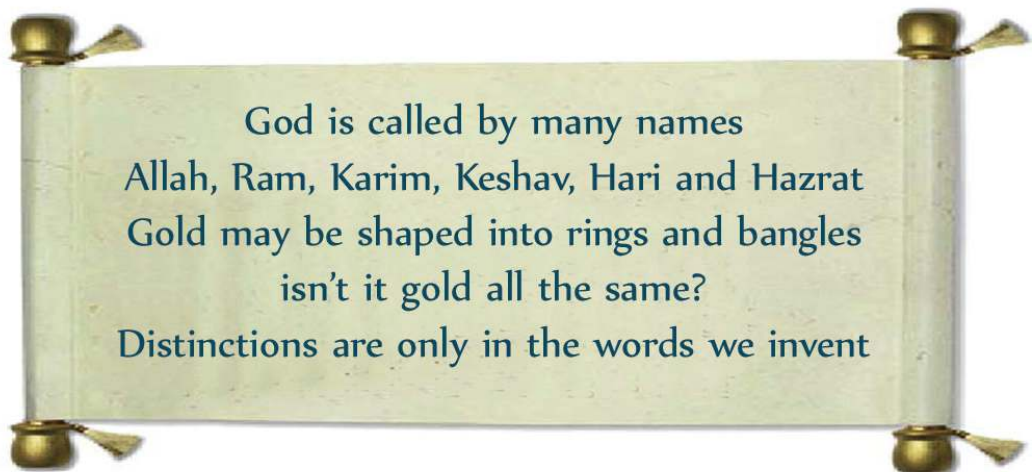 God is called by many names
Allah, Ram, Karim, Keshav, Hari and Hazrat
Gold may be shaped into rings and bangles
isn't it gold all the same?
Distinctions are only in the words we invent